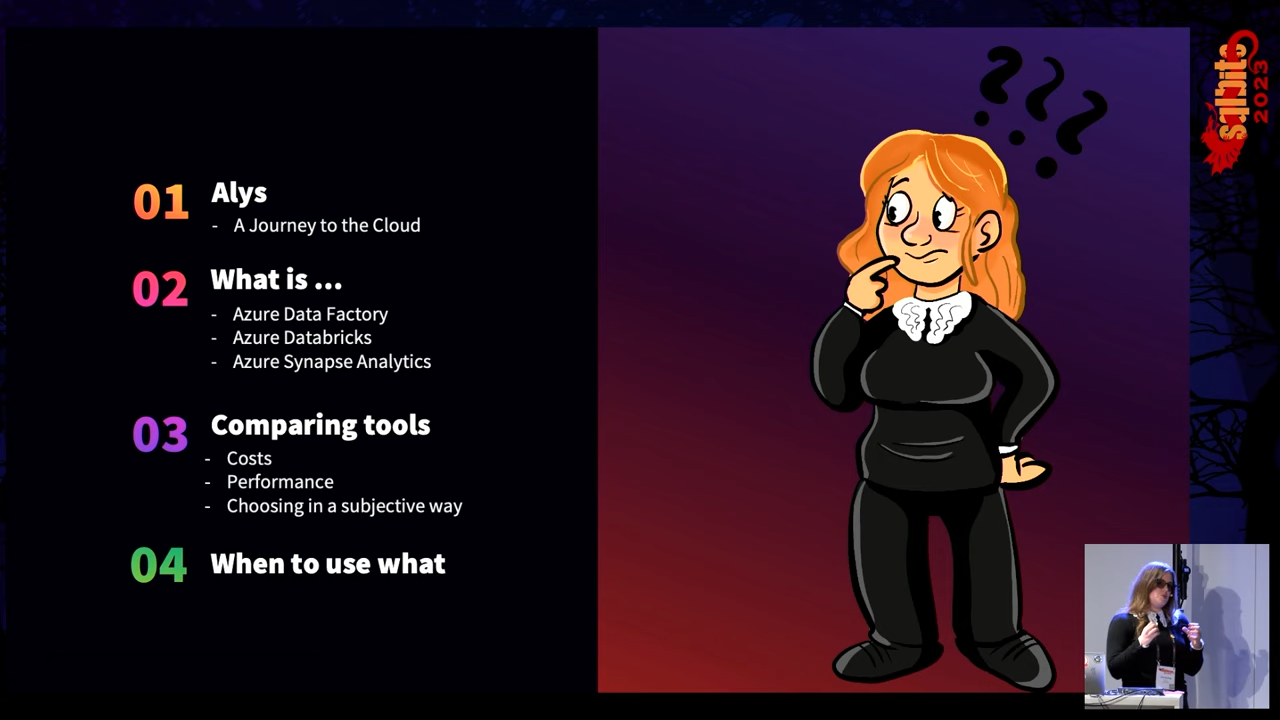 01 Alys
- A Journey to the Cloud
02 What is ...
- Azure Data Factory
- Azure Databricks
- Azure Synapse Analytics
03 Comparing tools
- Costs
- Performance
- Choosing in a subjective way
04 When to use what
???
sqlbits
2023